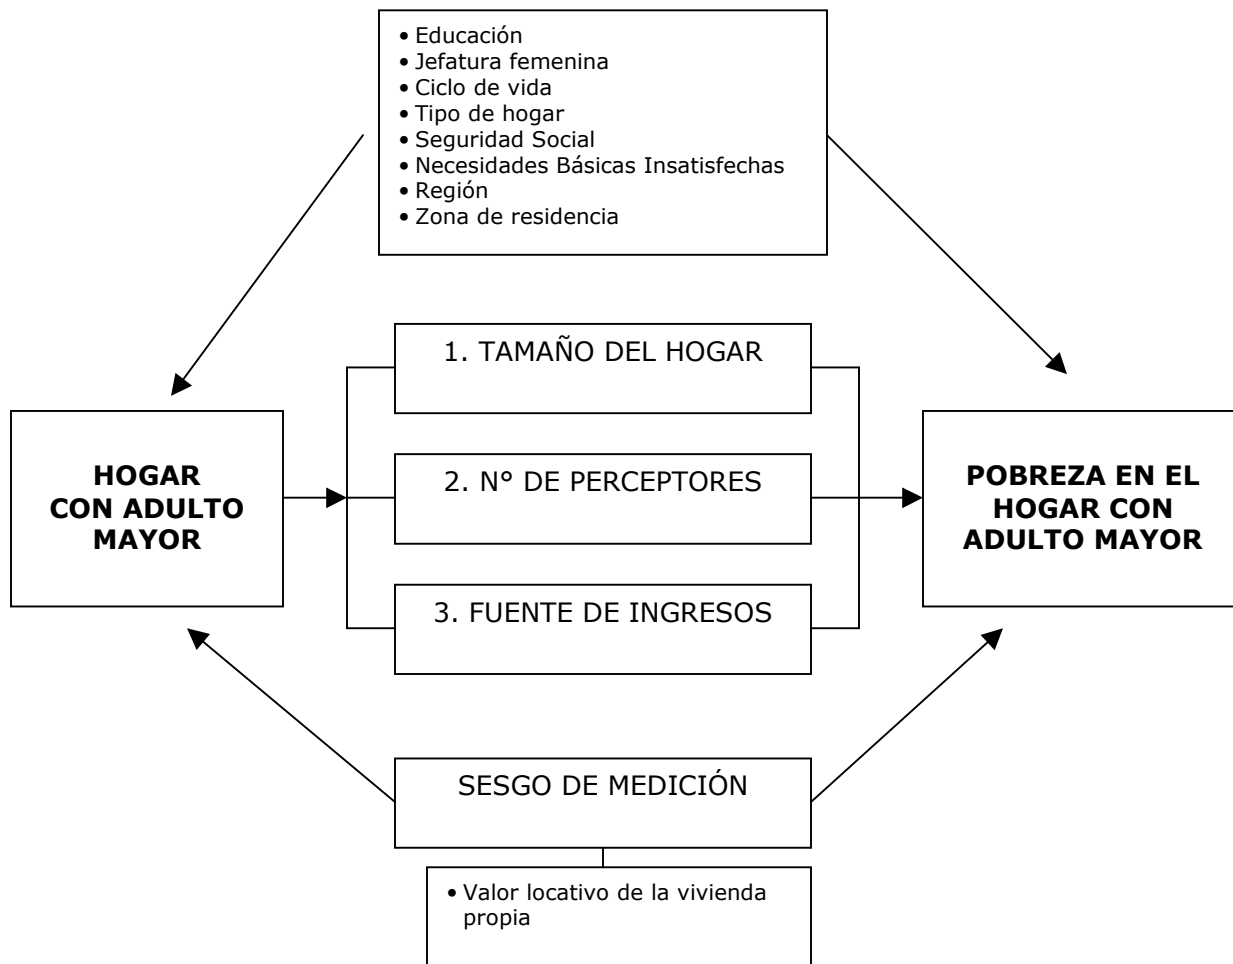 • Educación
• Jefatura femenina
• Ciclo de vida
• Tipo de hogar
• Seguridad Social
• Necesidades Básicas Insatisfechas
• Región
• Zona de residencia
1. TAMAÑO DEL HOGAR
HOGAR
CON ADULTO
MAYOR
2. N° DE PERCEPTORES
POBREZA EN EL
HOGAR CON
ADULTO MAYOR
3. FUENTE DE INGRESOS
SESGO DE MEDICIÓN
• Valor locativo de la vivienda
propia